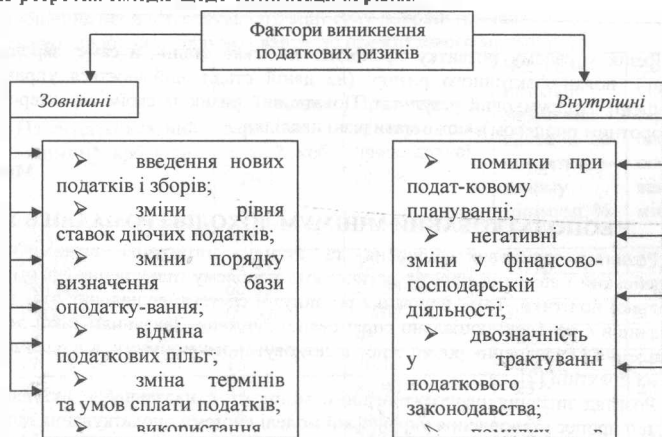 Фактори виникнення
податкових ризиків
Зовнішні
Внутрішні
➢ введення нових
податків і зборів;
➢ зміни рівня
ставок діючих податків;
➢ зміни порядку
визначення бази
оподатку-вання;
➢ відміна
податкових пільг;
➢ зміна термінів
та умов сплати податків;
➢ використання
➢ помилки при
подат-ковому
плануванні;
➢ негативні
зміни у фінансово-
господарській
діяльності;
➢ двозначність
у трактуванні
податкового
законодавства;